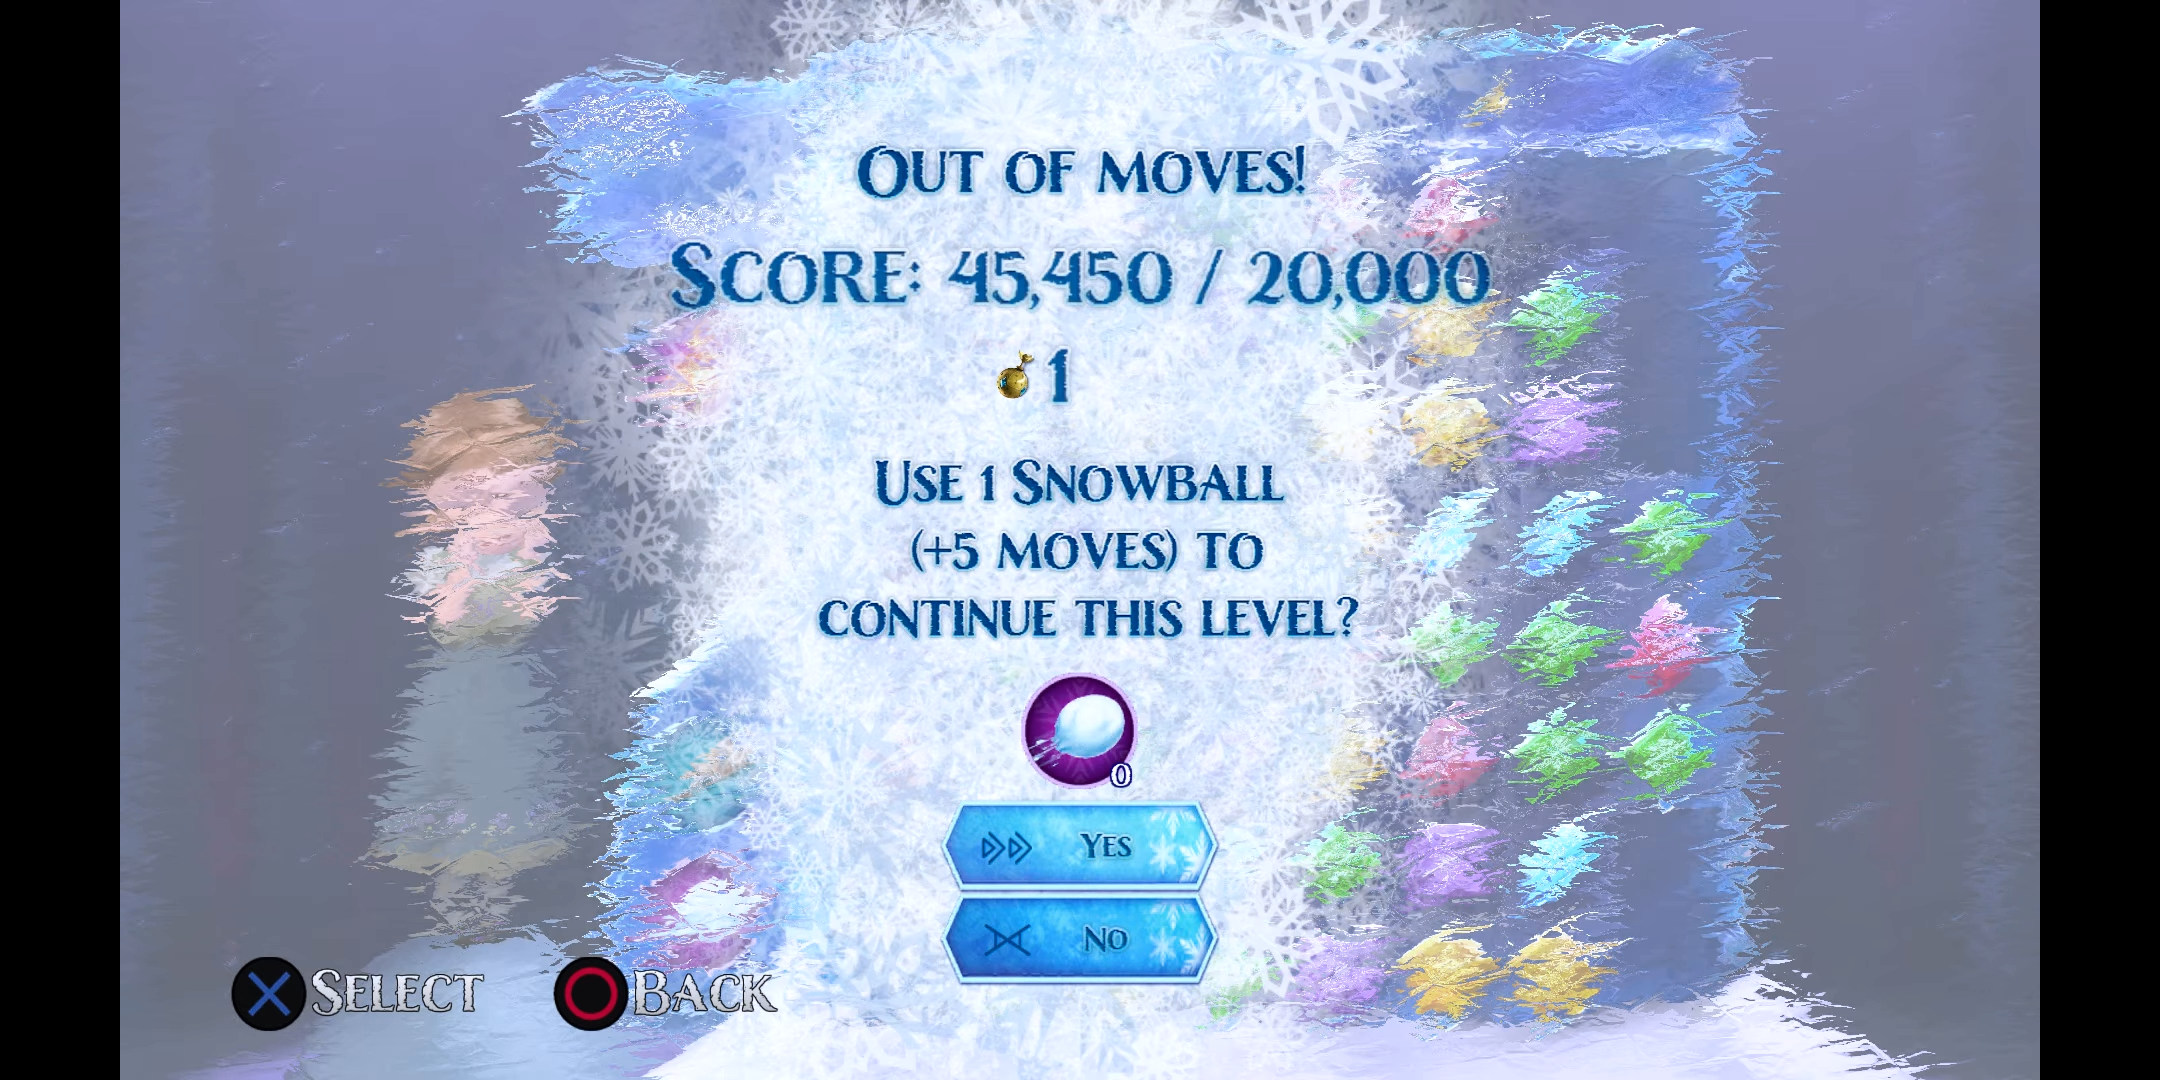 Out of moves!
Score: 45,450 / 20,000
1
Use 1 Snowball
(+5 moves) to
continue this level?
0
Yes
No
Select
Back